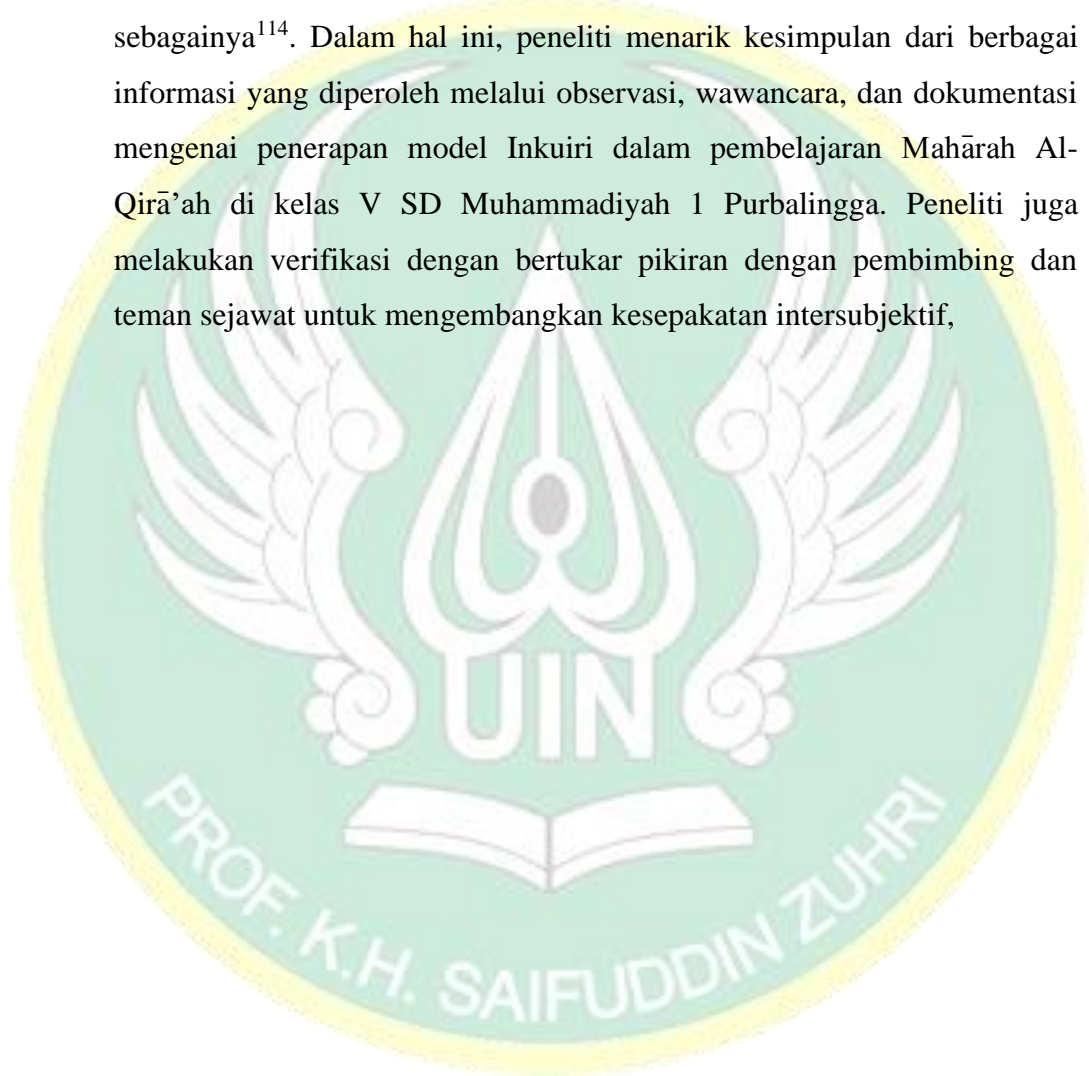 sebagainya¹¹⁴. Dalam hal ini, peneliti menarik kesimpulan dari berbagai
informasi yang diperoleh melalui observasi, wawancara, dan dokumentasi
mengenai penerapan model Inkuiri dalam pembelajaran Mahārah Al-
Qirā’ah di kelas V SD Muhammadiyah 1 Purbalingga. Peneliti juga
melakukan verifikasi dengan bertukar pikiran dengan pembimbing dan
teman sejawat untuk mengembangkan kesepakatan intersubjektif,
UIN
PROF. K.H. SAIFUDDIN ZUHRI